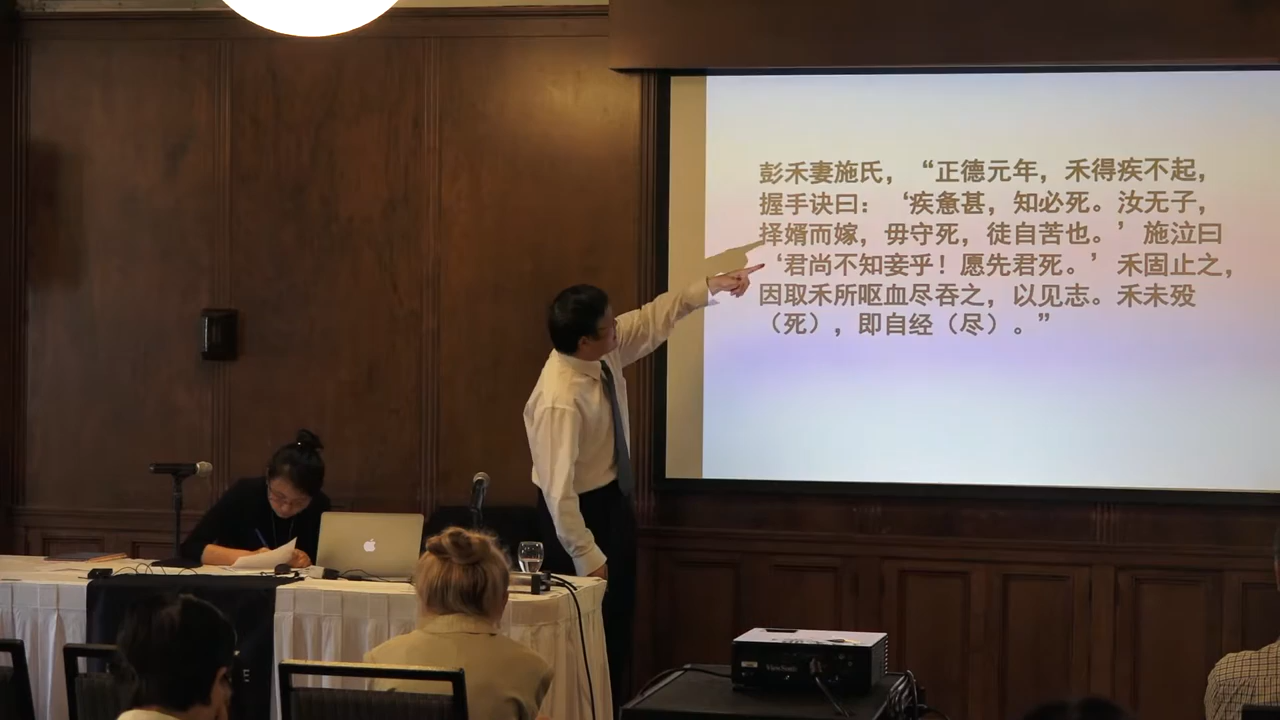 彭禾妻施氏，“正德元年，禾得疾不起，
握手诀曰：‘疾惫甚，知必死。汝无子，
择婿而嫁，毋守死，徒自苦也。’施泣曰
‘君尚不知妾乎！愿先君死。’禾固止之，
因取禾所呕血尽吞之，以见志。禾未殁
（死），即自经（尽）。”
ViewSonic